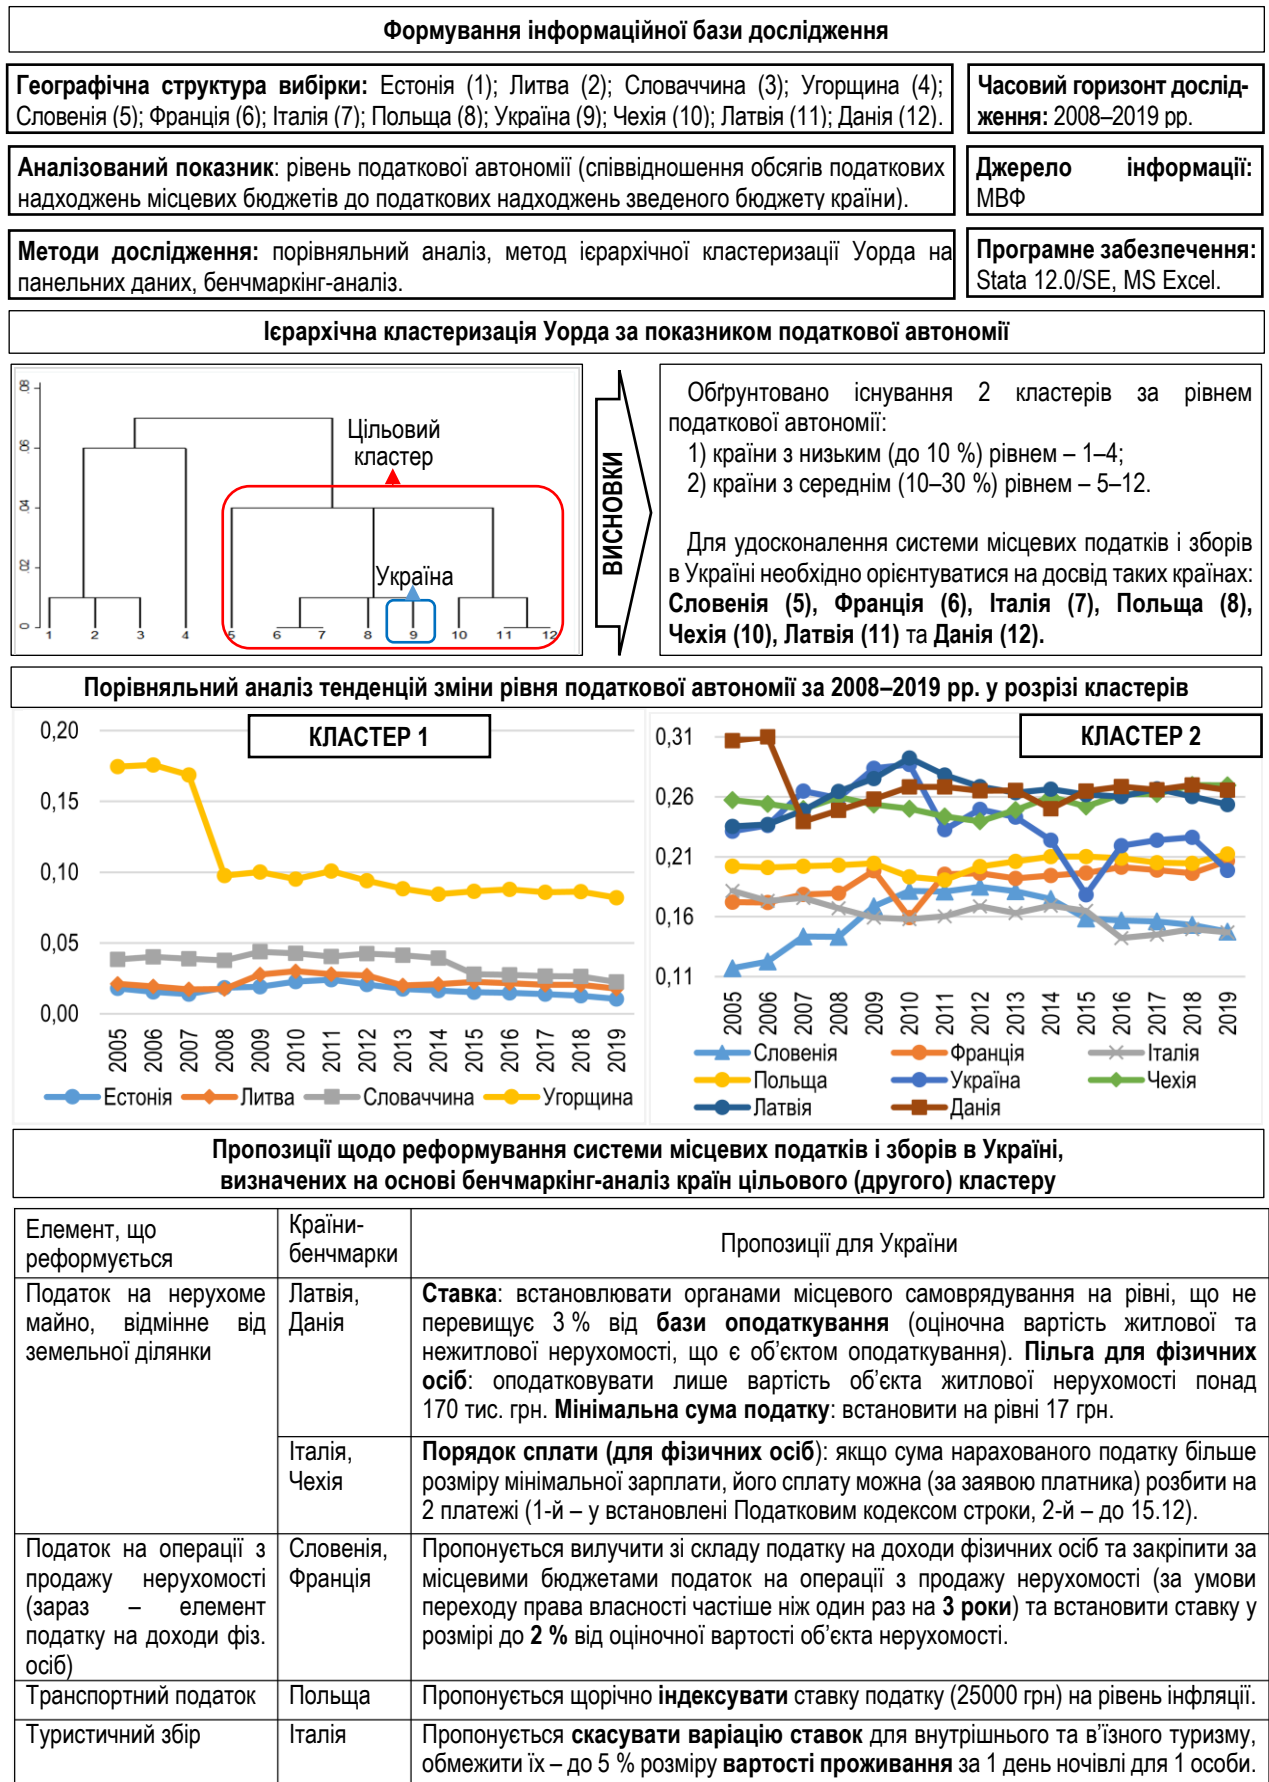 Формування інформаційної бази дослідження
Географічна структура вибірки: Естонія (1); Литва (2); Словаччина (3); Угорщина (4);
Словенія (5); Франція (6); Італія (7); Польща (8); Україна (9); Чехія (10); Латвія (11); Данія (12).
Часовий горизонт дослід-
ження: 2008–2019 рр.
Аналізований показник: рівень податкової автономії (співвідношення обсягів податкових
надходжень місцевих бюджетів до податкових надходжень зведеного бюджету країни).
Джерело інформації:
МВФ
Методи дослідження: порівняльний аналіз, метод ієрархічної кластеризації Уорда на
панельних даних, бенчмаркінг-аналіз.
Програмне забезпечення:
Stata 12.0/SE, MS Excel.
Ієрархічна кластеризація Уорда за показником податкової автономії
.08
.06
.04
.02
0
Цільовий
кластер
Україна
1 2 3 4 5 6 7 8 9 10 11 12
ВИСНОВКИ
Обґрунтовано існування 2 кластерів за рівнем
податкової автономії:
1) країни з низьким (до 10 %) рівнем – 1–4;
2) країни з середнім (10–30 %) рівнем – 5–12.
Для удосконалення системи місцевих податків і зборів
в Україні необхідно орієнтуватися на досвід таких країнах:
Словенія (5), Франція (6), Італія (7), Польща (8),
Чехія (10), Латвія (11) та Данія (12).
Порівняльний аналіз тенденцій зміни рівня податкової автономії за 2008–2019 рр. у розрізі кластерів
КЛАСТЕР 1
0,20
0,15
0,10
0,05
0,00
2005 2006 2007 2008 2009 2010 2011 2012 2013 2014 2015 2016 2017 2018 2019
Естонія Литва Словаччина Угорщина
КЛАСТЕР 2
0,31
0,26
0,21
0,16
0,11
2005 2006 2007 2008 2009 2010 2011 2012 2013 2014 2015 2016 2017 2018 2019
Словенія Франція Італія
Польща Україна Чехія
Латвія Данія
Пропозиції щодо реформування системи місцевих податків і зборів в Україні,
визначених на основі бенчмаркінг-аналіз країн цільового (другого) кластеру
Елемент, що
реформується
Країни-
бенчмарки
Пропозиції для України
Податок на нерухоме
майно, відмінне від
земельної ділянки
Латвія,
Данія
Ставка: встановлювати органами місцевого самоврядування на рівні, що не
перевищує 3 % від бази оподаткування (оціночна вартість житлової та
нежитлової нерухомості, що є об’єктом оподаткування). Пільга для фізичних
осіб: оподатковувати лише вартість об’єкта житлової нерухомості понад
170 тис. грн. Мінімальна сума податку: встановити на рівні 17 грн.
Італія,
Чехія
Порядок сплати (для фізичних осіб): якщо сума нарахованого податку більше
розміру мінімальної зарплати, його сплату можна (за заявою платника) розбити на
2 платежі (1-й – у встановлені Податковим кодексом строки, 2-й – до 15.12).
Податок на операції з
продажу нерухомості
(зараз – елемент
податку на доходи фіз.
осіб)
Словенія,
Франція
Пропонується вилучити зі складу податку на доходи фізичних осіб та закріпити за
місцевими бюджетами податок на операції з продажу нерухомості (за умови
переходу права власності частіше ніж один раз на 3 роки) та встановити ставку у
розмірі до 2 % від оціночної вартості об’єкта нерухомості.
Транспортний податок
Польща
Пропонується щорічно індексувати ставку податку (25000 грн) на рівень інфляції.
Туристичний збір
Італія
Пропонується скасувати варіацію ставок для внутрішнього та в’їзного туризму,
обмежити їх – до 5 % розміру вартості проживання за 1 день ночівлі для 1 особи.